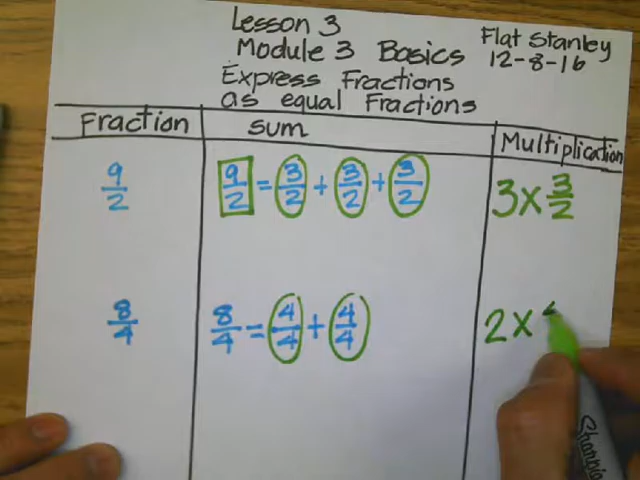 Lesson 3
Module 3 Basics
Express Fractions
as equal Fractions
Flat Stanley
12-8-16
Fraction
sum
Multiplication
9/2
9/2 = 3/2 + 3/2 + 3/2
3 x 3/2
8/4
8/4 = 4/4 + 4/4
2 x
Sharpie